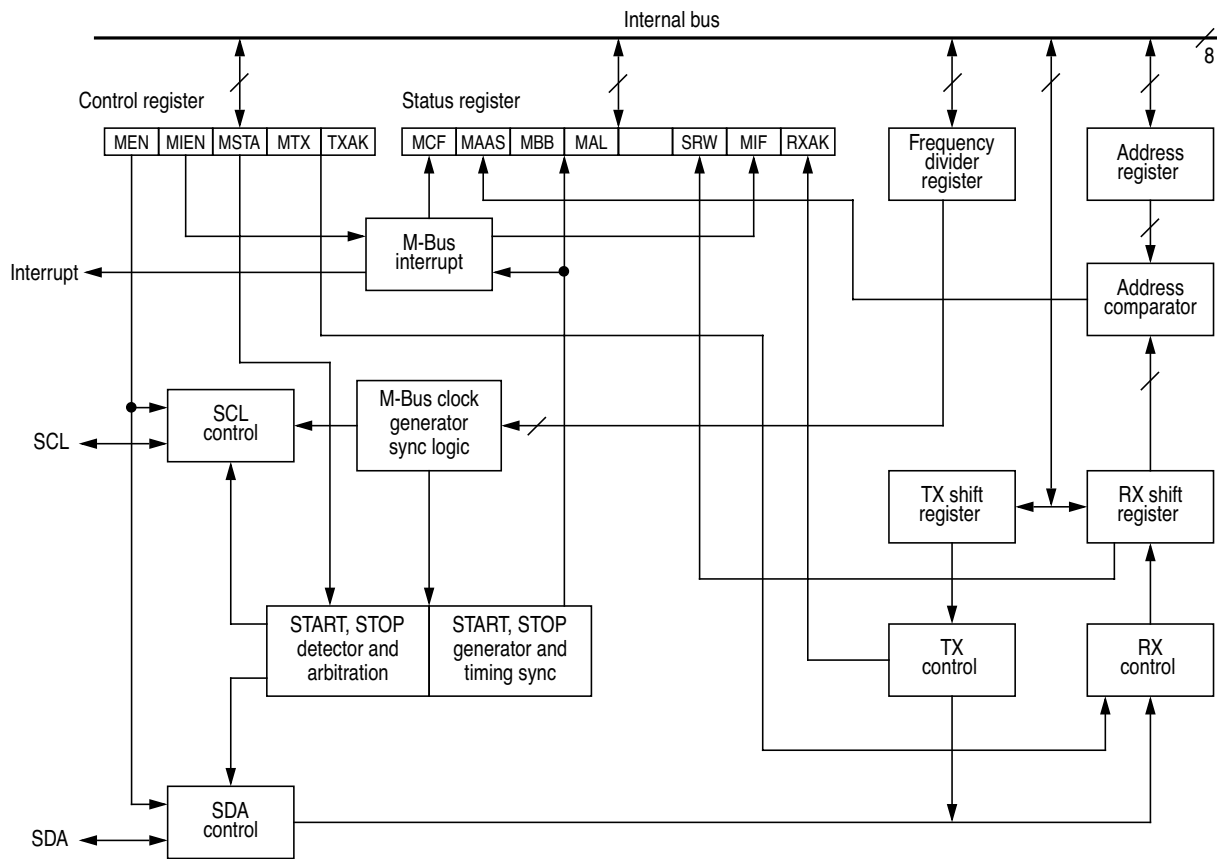 Internal bus
8
Control register
Status register
MEN MIEN MSTA MTX TXAK
MCF MAAS MBB MAL SRW MIF RXAK
Frequency
divider
register
Address
register
M-Bus
interrupt
Interrupt
Address
comparator
SCL
control
M-Bus clock
generator
sync logic
SCL
TX shift
register
RX shift
register
START, STOP
detector and
arbitration
START, STOP
generator and
timing sync
TX
control
RX
control
SDA
control
SDA